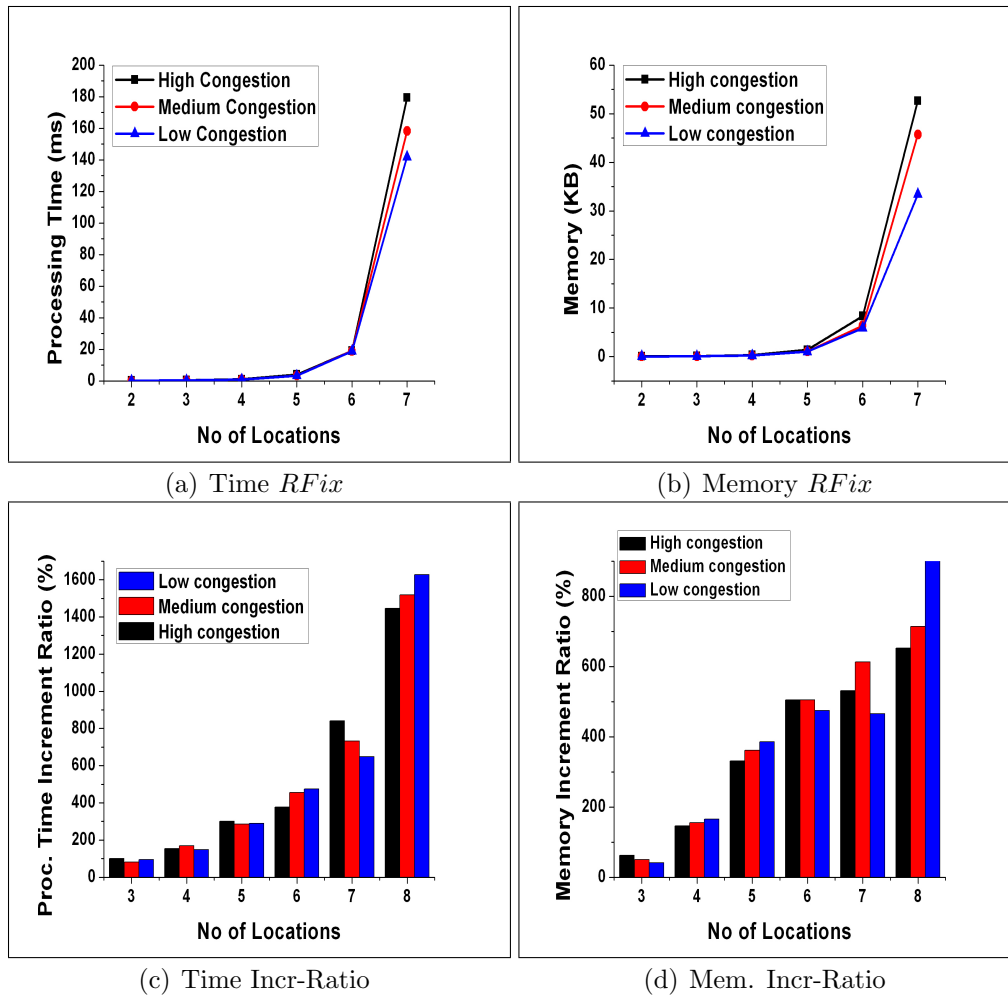 200
180
160
140
120
100
80
60
40
20
0
Processing TIme (ms)
High Congestion
Medium Congestion
Low Congestion
2 3 4 5 6 7
No of Locations
(a) Time RFix
60
50
40
30
20
10
0
Memory (KB)
High congestion
Medium congestion
Low congestion
2 3 4 5 6 7
No of Locations
(b) Memory RFix
1600
1400
1200
1000
800
600
400
200
0
Proc. Time Increment Ratio (%)
Low congestion
Medium congestion
High congestion
3 4 5 6 7 8
No of Locations
(c) Time Incr-Ratio
800
600
400
200
0
Memory Increment Ratio (%)
High congestion
Medium congestion
Low congestion
3 4 5 6 7 8
No of Locations
(d) Mem. Incr-Ratio